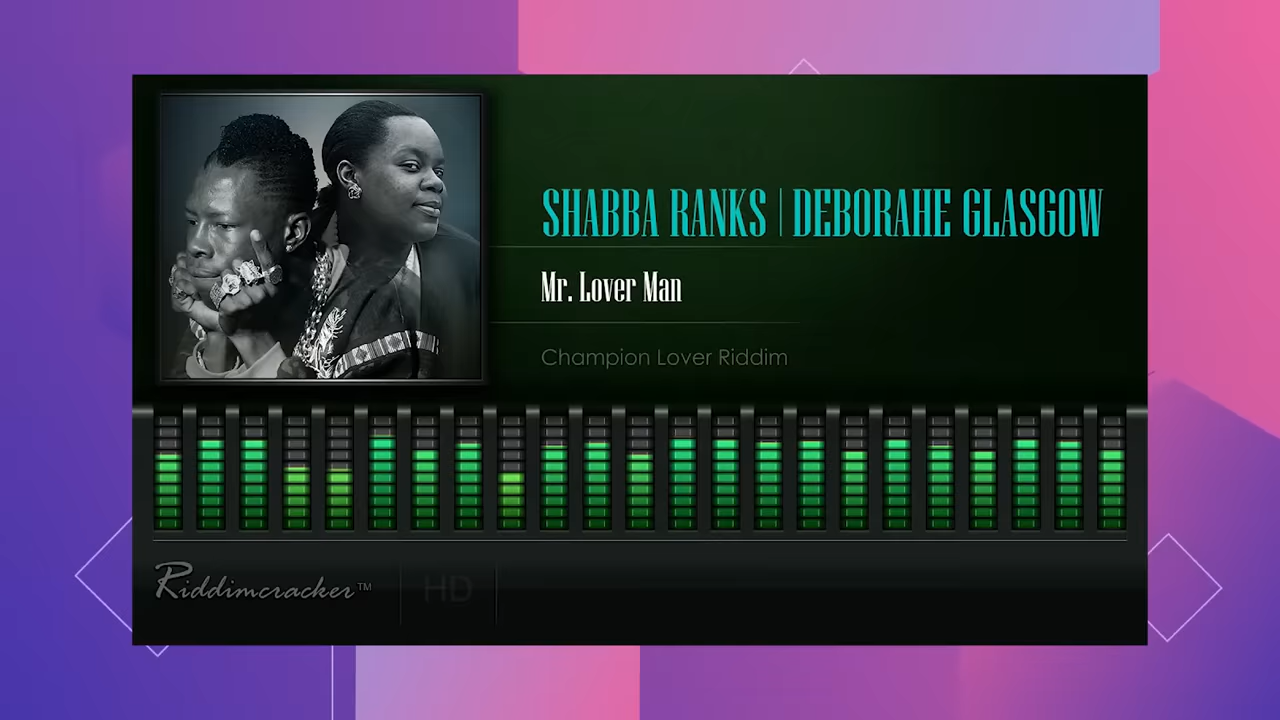 SHABBA RANKS | DEBORAHE GLASGOW
Mr. Lover Man
Champion Lover Riddim
Riddimcracker™ HD